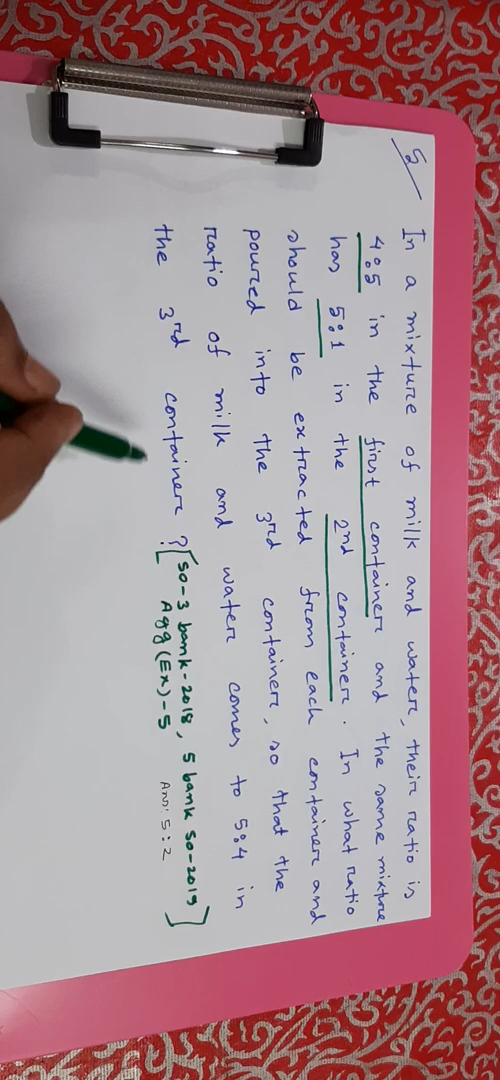 5
In a mixture of milk and water, their ratio is
4:5 in the first container and the same mixture
has 5:1 in the 2nd container. In what ratio
should be extracted from each container and
poured into the 3rd container, so that the
ratio of milk and water comes to 5:4 in
the 3rd container ? [SO-3 bank-2018, 5 bank SO-2019
Agg (Ex)-5 Ans: 5:2 ]